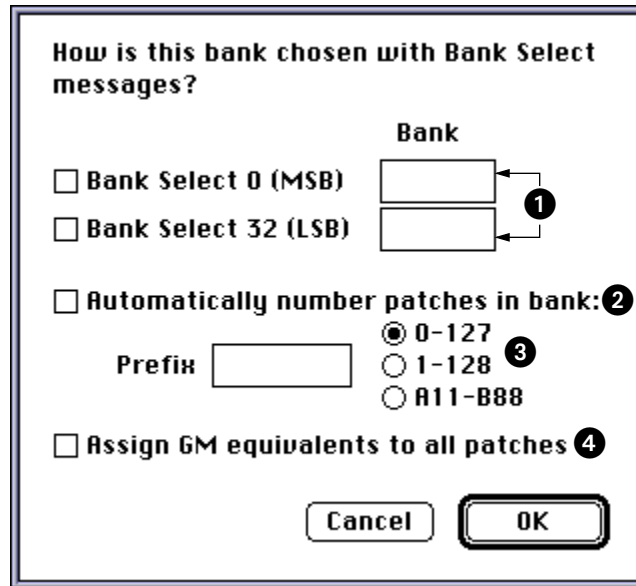 How is this bank chosen with Bank Select
messages?
Bank
Bank Select 0 (MSB)
Bank Select 32 (LSB)
1
Automatically number patches in bank: 2
0-127
Prefix 1-128 3
A11-B88
Assign GM equivalents to all patches 4
Cancel OK